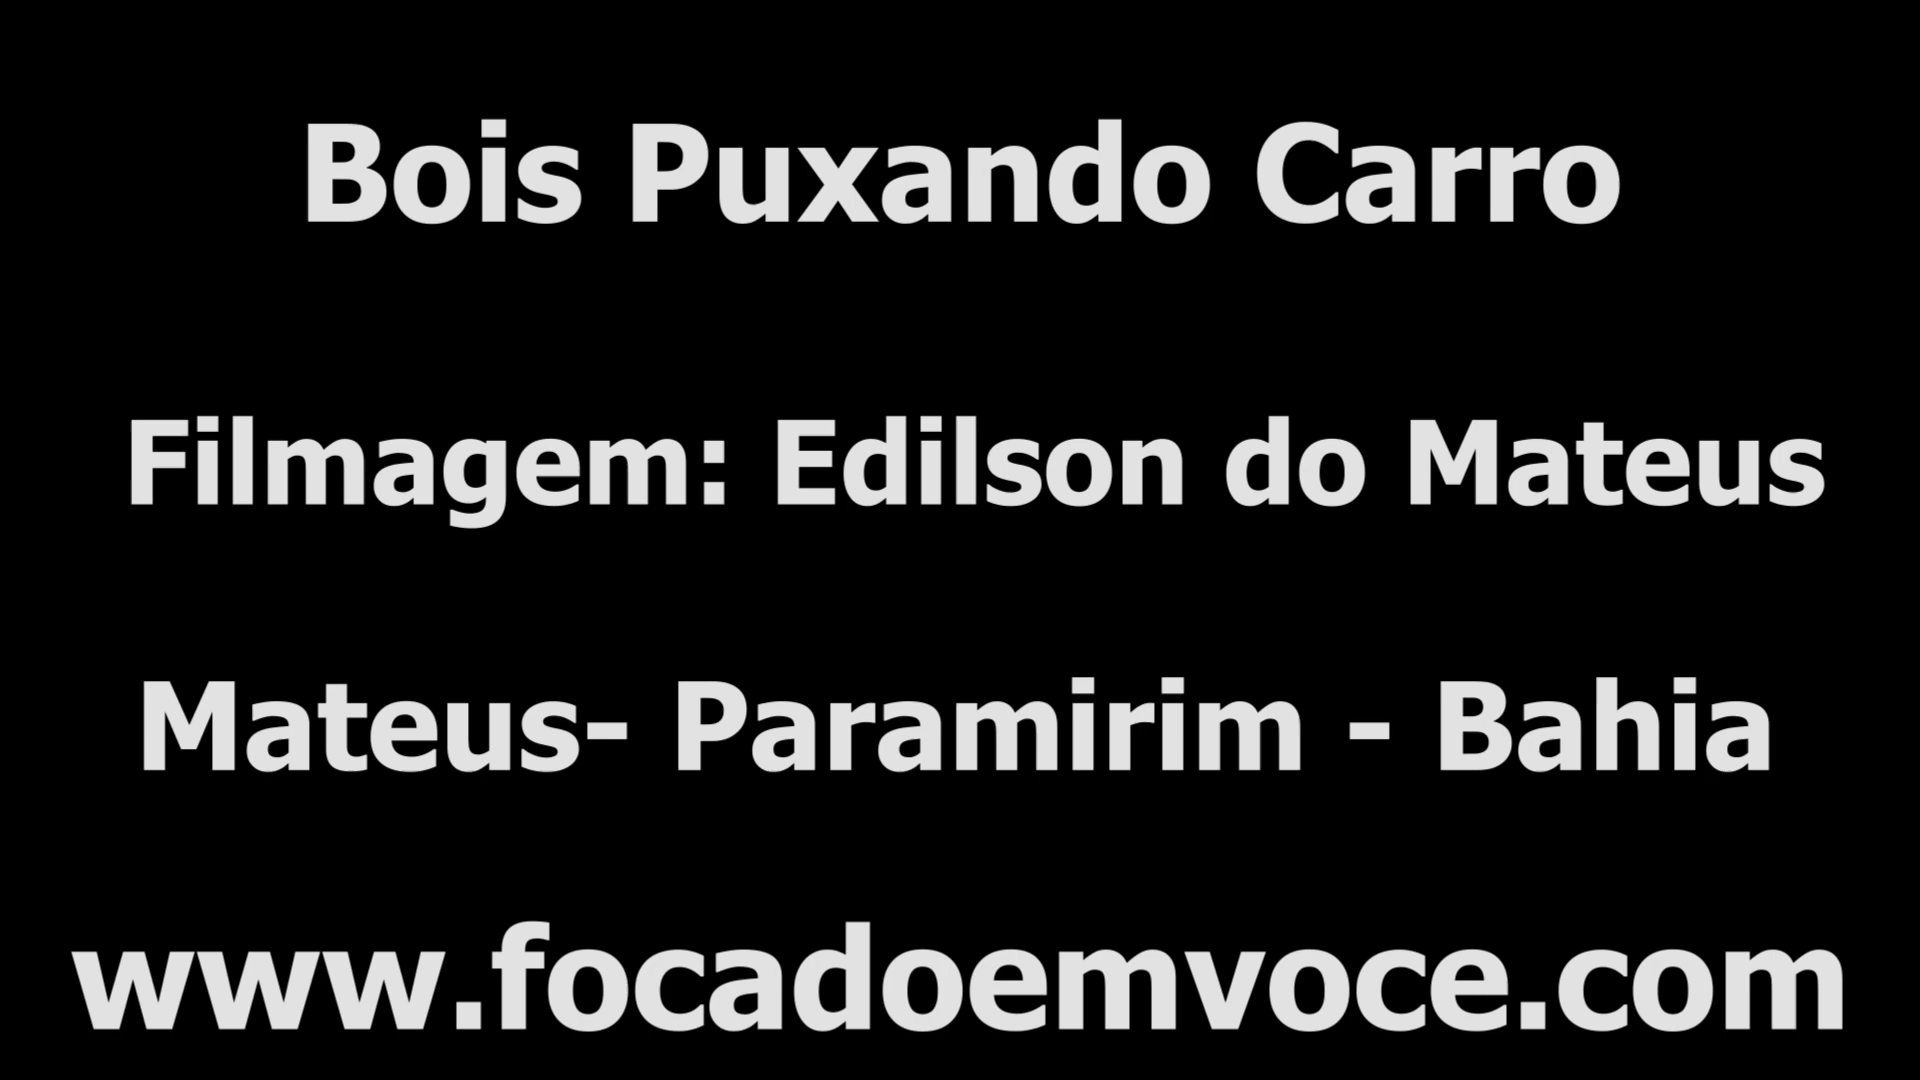 Bois Puxando Carro
Filmagem: Edilson do Mateus
Mateus- Paramirim - Bahia
www.focadoemvoce.com